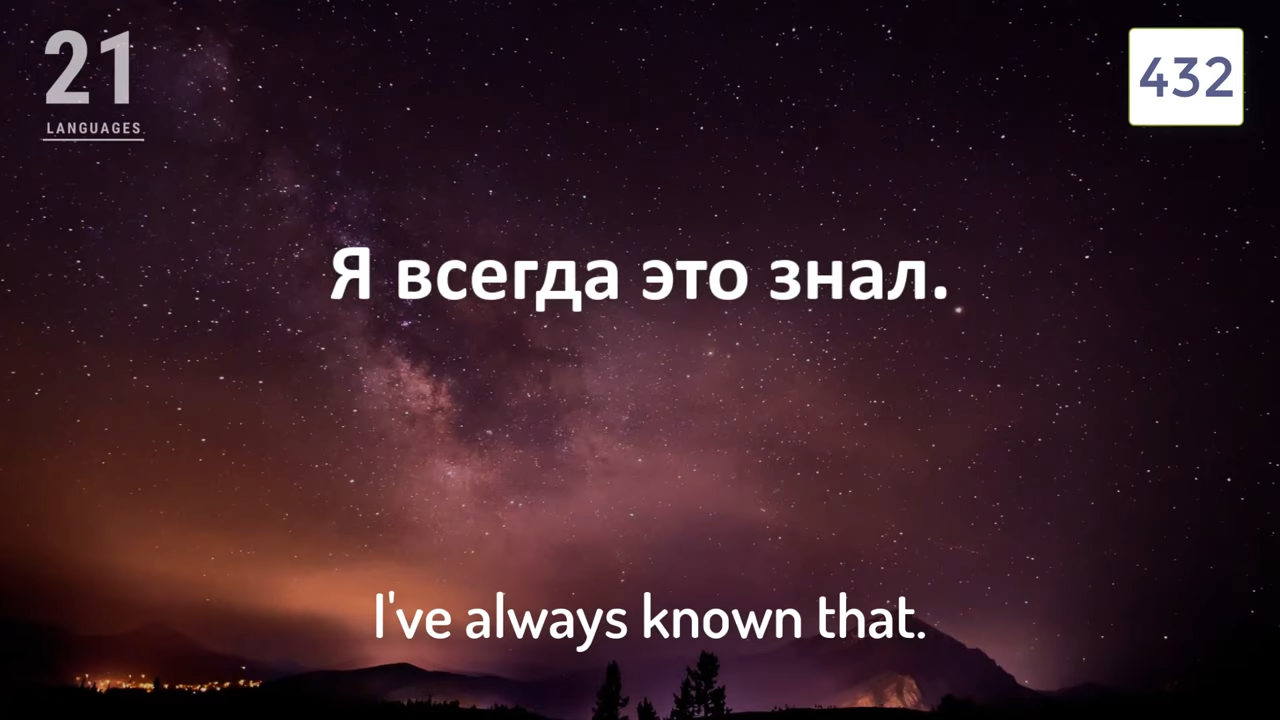 21
LANGUAGES
432
Я всегда это знал.
I've always known that.